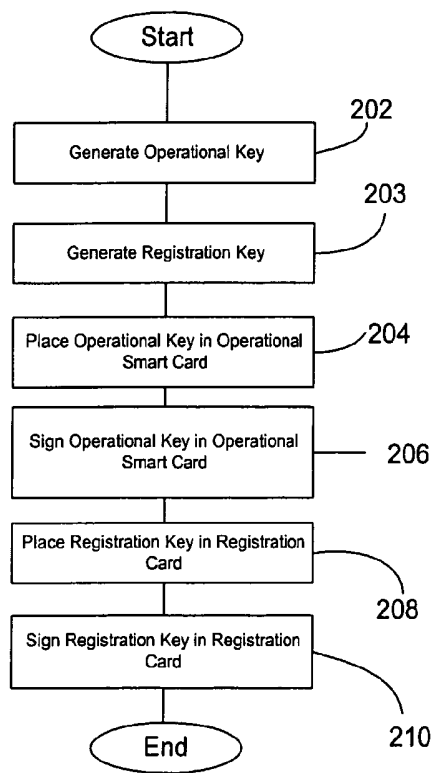 Start
202
Generate Operational Key
203
Generate Registration Key
204
Place Operational Key in Operational
Smart Card
Sign Operational Key in Operational
Smart Card
206
Place Registration Key in Registration
Card
208
Sign Registration Key in Registration
Card
210
End